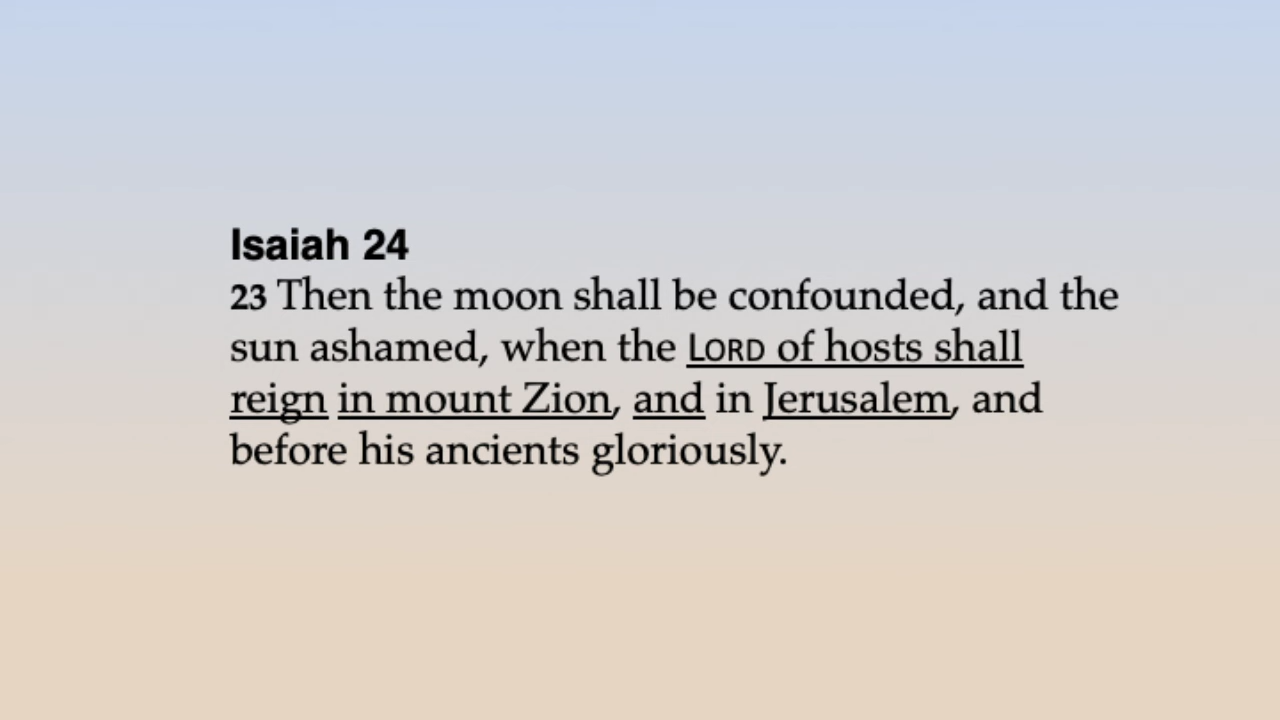 Isaiah 24
23 Then the moon shall be confounded, and the
sun ashamed, when the LORD of hosts shall
reign in mount Zion, and in Jerusalem, and
before his ancients gloriously.